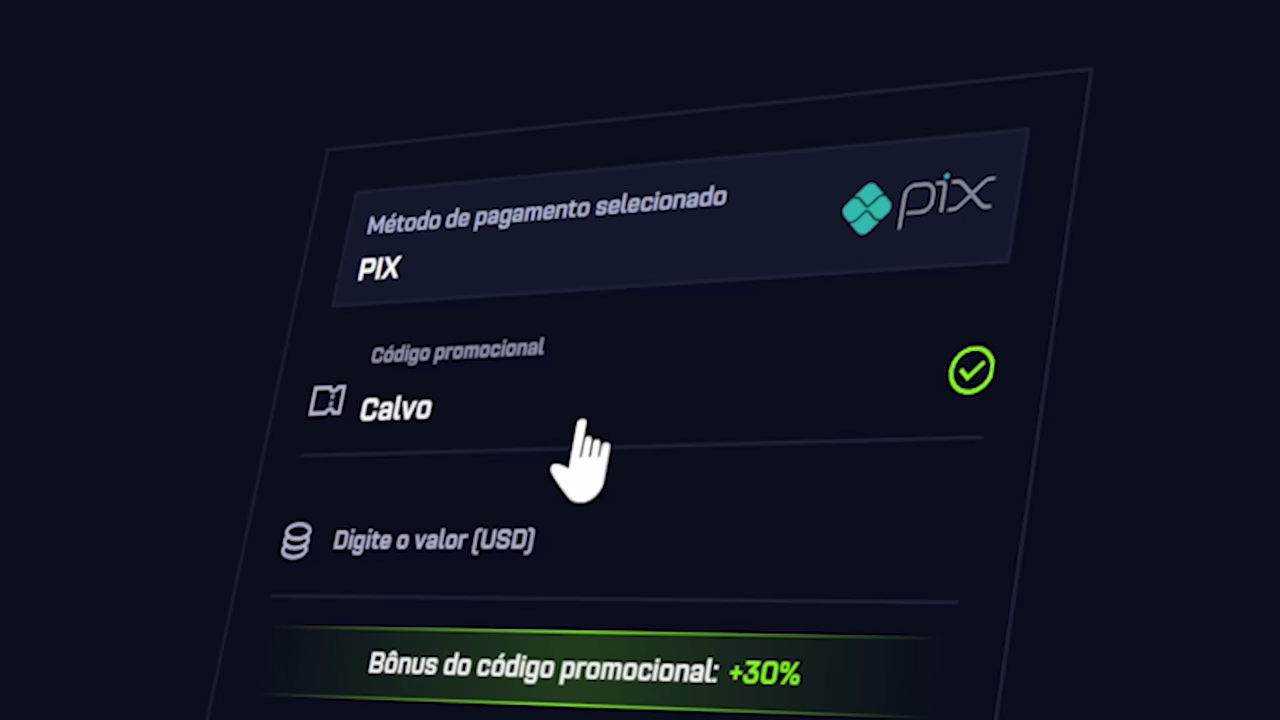 Método de pagamento selecionado
pix
PIX
Código promocional
Calvo
Digite o valor (USD)
Bônus do código promocional: +30%